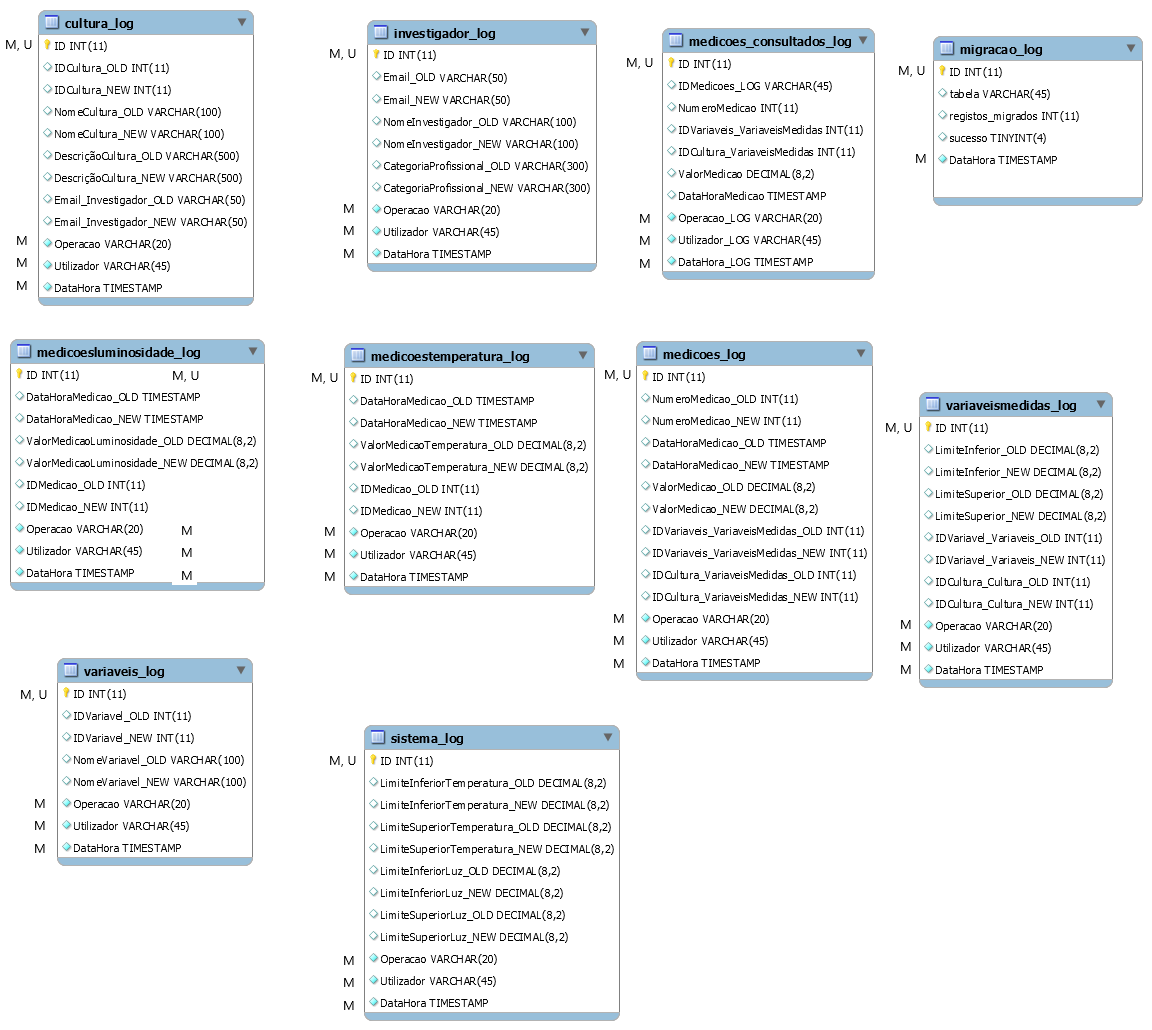 cultura_log
M, U ID INT(11)
IDCultura_OLD INT(11)
IDCultura_NEW INT(11)
NomeCultura_OLD VARCHAR(100)
NomeCultura_NEW VARCHAR(100)
DescriçãoCultura_OLD VARCHAR(500)
DescriçãoCultura_NEW VARCHAR(500)
Email_Investigador_OLD VARCHAR(50)
Email_Investigador_NEW VARCHAR(50)
M Operacao VARCHAR(20)
M Utilizador VARCHAR(45)
M DataHora TIMESTAMP
investigador_log
M, U ID INT(11)
Email_OLD VARCHAR(50)
Email_NEW VARCHAR(50)
NomeInvestigador_OLD VARCHAR(100)
NomeInvestigador_NEW VARCHAR(100)
CategoriaProfissional_OLD VARCHAR(300)
CategoriaProfissional_NEW VARCHAR(300)
M Operacao VARCHAR(20)
M Utilizador VARCHAR(45)
M DataHora TIMESTAMP
medicoes_consultados_log
M, U ID INT(11)
IDMedicoes_LOG VARCHAR(45)
NumeroMedicao INT(11)
IDVariaveis_VariaveisMedidas INT(11)
IDCultura_VariaveisMedidas INT(11)
ValorMedicao DECIMAL(8,2)
DataHoraMedicao TIMESTAMP
M Operacao_LOG VARCHAR(20)
M Utilizador_LOG VARCHAR(45)
M DataHora_LOG TIMESTAMP
migracao_log
M, U ID INT(11)
tabela VARCHAR(45)
registos_migrados INT(11)
sucesso TINYINT(4)
M DataHora TIMESTAMP
medicoesluminosidade_log
ID INT(11) M, U
DataHoraMedicao_OLD TIMESTAMP
DataHoraMedicao_NEW TIMESTAMP
ValorMedicaoLuminosidade_OLD DECIMAL(8,2)
ValorMedicaoLuminosidade_NEW DECIMAL(8,2)
IDMedicao_OLD INT(11)
IDMedicao_NEW INT(11)
Operacao VARCHAR(20) M
Utilizador VARCHAR(45) M
DataHora TIMESTAMP M
medicoestemperatura_log
M, U ID INT(11)
DataHoraMedicao_OLD TIMESTAMP
DataHoraMedicao_NEW TIMESTAMP
ValorMedicaoTemperatura_OLD DECIMAL(8,2)
ValorMedicaoTemperatura_NEW DECIMAL(8,2)
IDMedicao_OLD INT(11)
IDMedicao_NEW INT(11)
M Operacao VARCHAR(20)
M Utilizador VARCHAR(45)
M DataHora TIMESTAMP
medicoes_log
M, U ID INT(11)
NumeroMedicao_OLD INT(11)
NumeroMedicao_NEW INT(11)
DataHoraMedicao_OLD TIMESTAMP
DataHoraMedicao_NEW TIMESTAMP
ValorMedicao_OLD DECIMAL(8,2)
ValorMedicao_NEW DECIMAL(8,2)
IDVariaveis_VariaveisMedidas_OLD INT(11)
IDVariaveis_VariaveisMedidas_NEW INT(11)
IDCultura_VariaveisMedidas_OLD INT(11)
IDCultura_VariaveisMedidas_NEW INT(11)
M Operacao VARCHAR(20)
M Utilizador VARCHAR(45)
M DataHora TIMESTAMP
variaveismedidas_log
M, U ID INT(11)
LimiteInferior_OLD DECIMAL(8,2)
LimiteInferior_NEW DECIMAL(8,2)
LimiteSuperior_OLD DECIMAL(8,2)
LimiteSuperior_NEW DECIMAL(8,2)
IDVariavel_Variaveis_OLD INT(11)
IDVariavel_Variaveis_NEW INT(11)
IDCultura_Cultura_OLD INT(11)
IDCultura_Cultura_NEW INT(11)
M Operacao VARCHAR(20)
M Utilizador VARCHAR(45)
M DataHora TIMESTAMP
variaveis_log
M, U ID INT(11)
IDVariavel_OLD INT(11)
IDVariavel_NEW INT(11)
NomeVariavel_OLD VARCHAR(100)
NomeVariavel_NEW VARCHAR(100)
M Operacao VARCHAR(20)
M Utilizador VARCHAR(45)
M DataHora TIMESTAMP
sistema_log
M, U ID INT(11)
LimiteInferiorTemperatura_OLD DECIMAL(8,2)
LimiteInferiorTemperatura_NEW DECIMAL(8,2)
LimiteSuperiorTemperatura_OLD DECIMAL(8,2)
LimiteSuperiorTemperatura_NEW DECIMAL(8,2)
LimiteInferiorLuz_OLD DECIMAL(8,2)
LimiteInferiorLuz_NEW DECIMAL(8,2)
LimiteSuperiorLuz_OLD DECIMAL(8,2)
LimiteSuperiorLuz_NEW DECIMAL(8,2)
M Operacao VARCHAR(20)
M Utilizador VARCHAR(45)
M DataHora TIMESTAMP